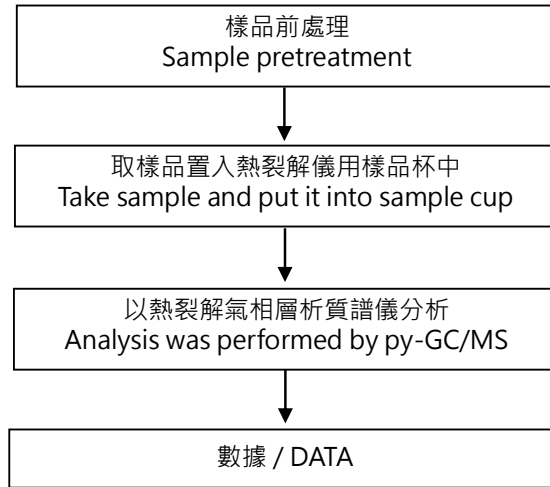 樣品前處理
Sample pretreatment
取樣品置入熱裂解儀用樣品杯中
Take sample and put it into sample cup
以熱裂解氣相層析質譜儀分析
Analysis was performed by py-GC/MS
數據 / DATA